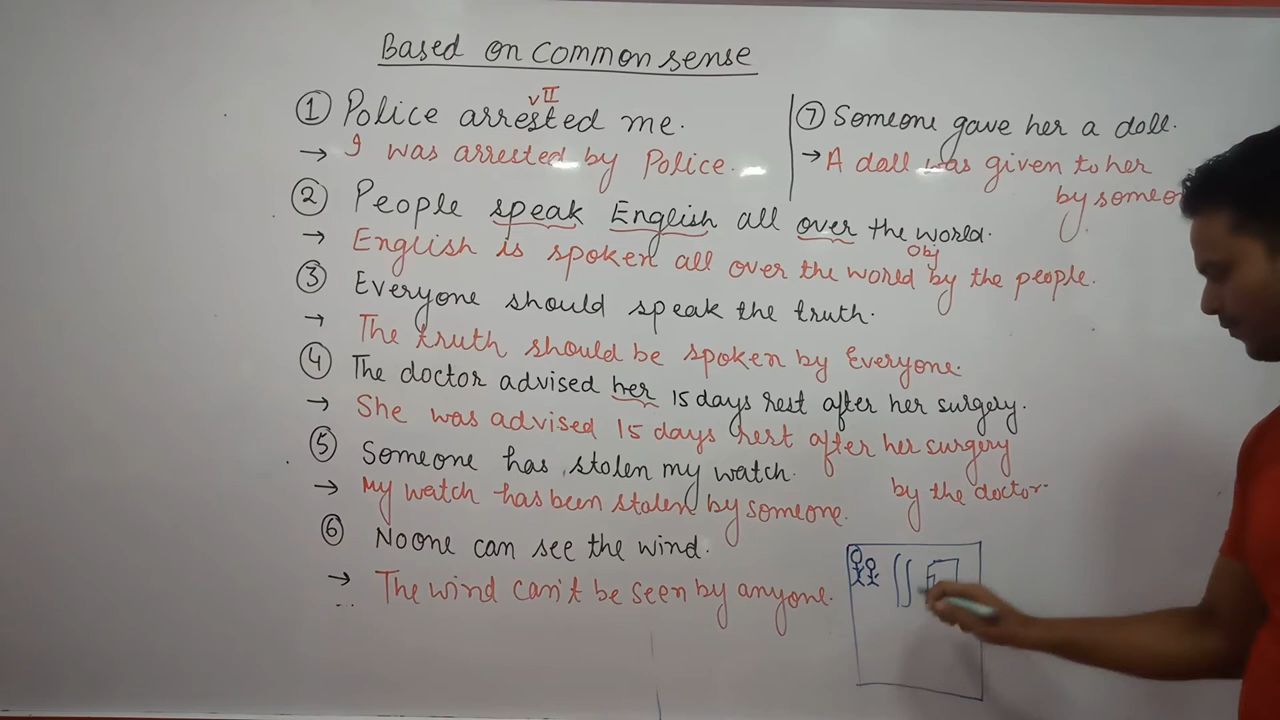 Based on Common sense
① Police arrested me.
V II
→ I was arrested by Police.
② People speak English all over the world.
→ English is spoken all over the world by the people.
Obj
③ Everyone should speak the truth.
→ The truth should be spoken by Everyone.
④ The doctor advised her 15 days rest after her surgery.
→ She was advised 15 days rest after her surgery
by the doctor.
⑤ Someone has stolen my watch.
→ My watch has been stolen by someone.
⑥ Noone can see the wind.
→ The wind can't be seen by anyone.
⑦ Someone gave her a doll.
→ A doll was given to her
by